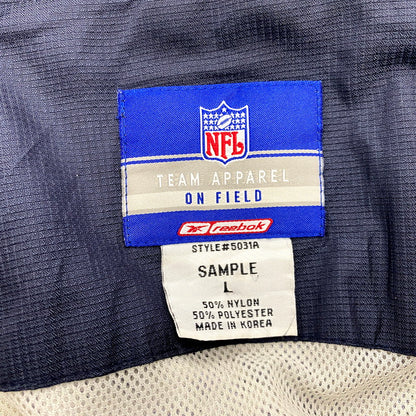 NFL
TEAM APPAREL
ON FIELD
Reebok
STYLE#5031A
SAMPLE
L
50% NYLON
50% POLYESTER
MADE IN KOREA